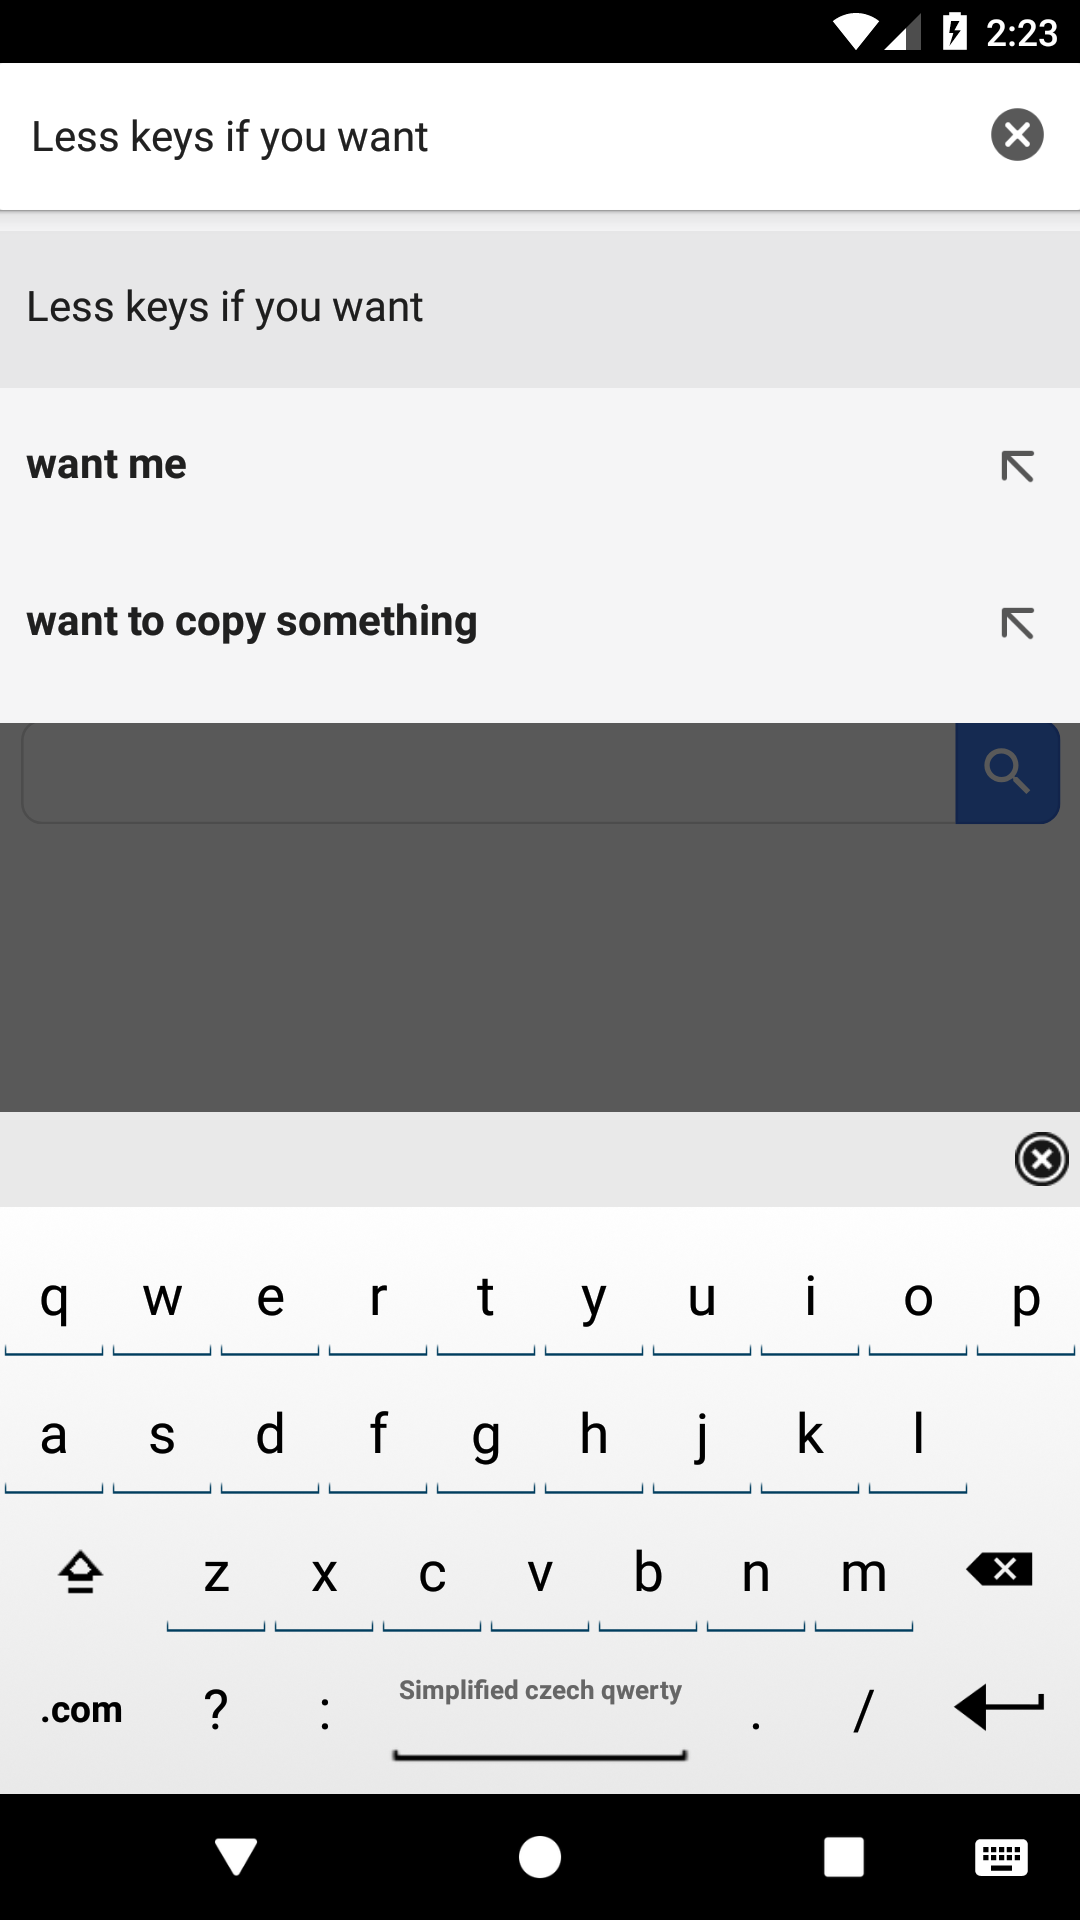 2:23
Less keys if you want
Less keys if you want
want me
want to copy something
q w e r t y u i o p
a s d f g h j k l
z x c v b n m
.com ? : Simplified czech qwerty . /